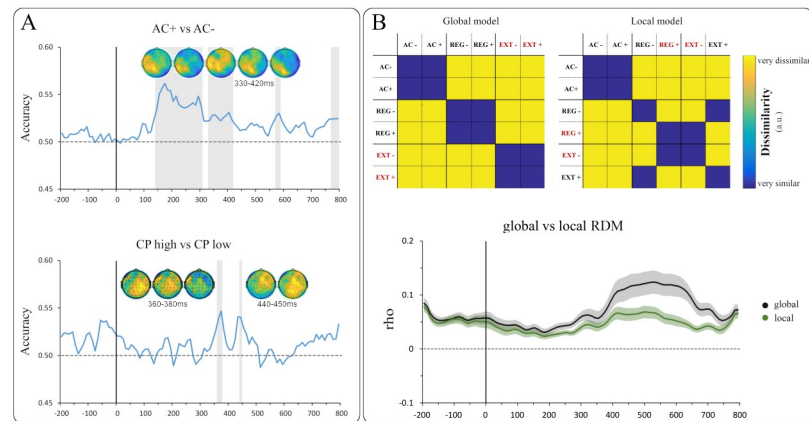 A
AC+ vs AC-
0.60
0.55
0.50
0.45
Accuracy
330-420ms
-200 -100 0 100 200 300 400 500 600 700 800
CP high vs CP low
0.60
0.55
0.50
0.45
Accuracy
360-380ms
440-450ms
-200 -100 0 100 200 300 400 500 600 700 800
B
Global model
AC - AC + REG - REG + EXT - EXT +
AC-
AC+
REG -
REG +
EXT -
EXT +
Local model
AC - AC + REG - REG + EXT - EXT +
AC-
AC+
REG -
REG +
EXT -
EXT +
very dissimilar
Dissimilarity
(a.u.)
very similar
global vs local RDM
0.2
0.1
0
-0.1
rho
-200 -100 0 100 200 300 400 500 600 700 800
global
local